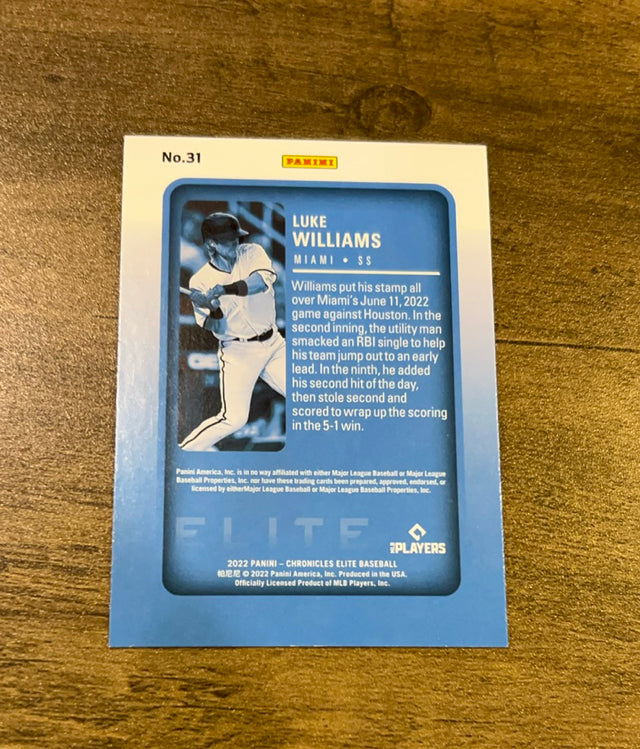 No.31
PANINI
LUKE
WILLIAMS
MIAMI • SS
Williams put his stamp all
over Miami's June 11, 2022
game against Houston. In the
second inning, the utility man
smacked an RBI single to help
his team jump out to an early
lead. In the ninth, he added
his second hit of the day,
then stole second and
scored to wrap up the scoring
in the 5-1 win.
Panini America, Inc. is in no way affiliated with either Major League Baseball or Major League
Baseball Properties, Inc. nor have these trading cards been prepared, approved, endorsed, or
licensed by eitherMajor League Baseball or Major League Baseball Properties, Inc.
ELITE
MLB PLAYERS
2022 PANINI – CHRONICLES ELITE BASEBALL
帕尼尼 © 2022 Panini America, Inc. Produced in the USA.
Officially Licensed Product of MLB Players, Inc.